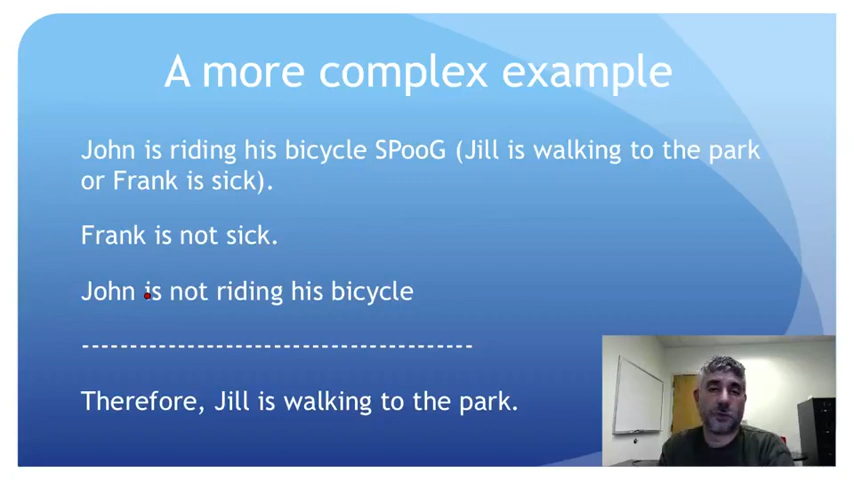 A more complex example
John is riding his bicycle SPooG (Jill is walking to the park
or Frank is sick).
Frank is not sick.
John is not riding his bicycle
-----------------------------------------
Therefore, Jill is walking to the park.